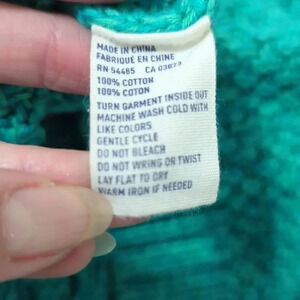 MADE IN CHINA
FABRIQUÉ EN CHINE
RN 54485 CA 03072
100% COTTON
100% COTON
TURN GARMENT INSIDE OUT
MACHINE WASH COLD WITH
LIKE COLORS
GENTLE CYCLE
DO NOT BLEACH
DO NOT WRING OR TWIST
LAY FLAT TO DRY
WARM IRON IF NEEDED